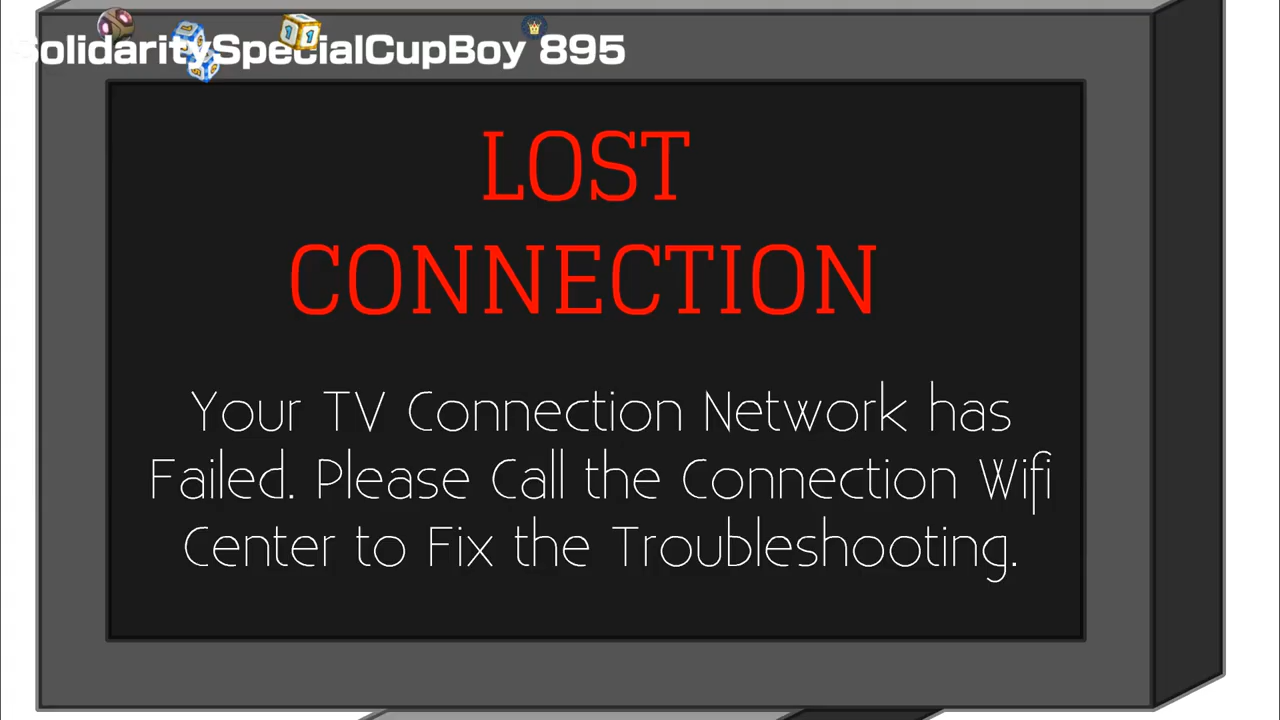 SolidaritySpecialCupBoy 895
LOST
CONNECTION
Your TV Connection Network has
Failed. Please Call the Connection Wifi
Center to Fix the Troubleshooting.